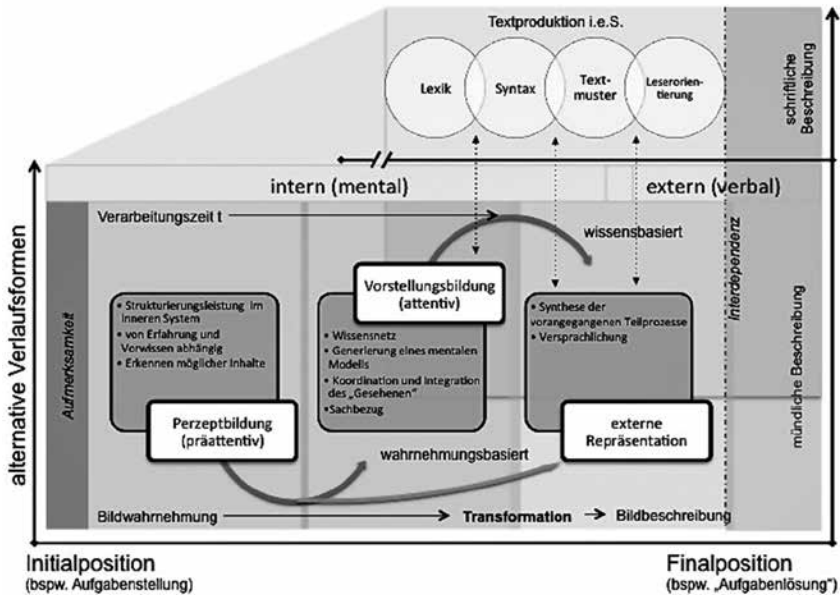 Textproduktion i.e.S.
Lexik
Syntax
Text-
muster
Leserorien-
tierung
schriftliche
Beschreibung
intern (mental)
extern (verbal)
Verarbeitungszeit t
wissensbasiert
Vorstellungsbildung
(attentiv)
• Strukturierungsleistung im
Inneren System
• von Erfahrung und
Vorwissen abhängig
• Erkennen möglicher Inhalte
• Wissensnetz
• Generierung eines mentalen
Modells
• Koordination und Integration
des „Gesehenen“
• Sachbezug
• Synthese der
vorangegangenen Teilprozesse
• Versprachlichung
Perzeptbildung
(präattentiv)
externe
Repräsentation
wahrnehmungsbasiert
Bildwahrnehmung
Transformation
Bildbeschreibung
Aufmerksamkeit
alternative Verlaufsformen
Interdependenz
mündliche Beschreibung
Initialposition
(bspw. Aufgabenstellung)
Finalposition
(bspw. „Aufgabenlösung“)